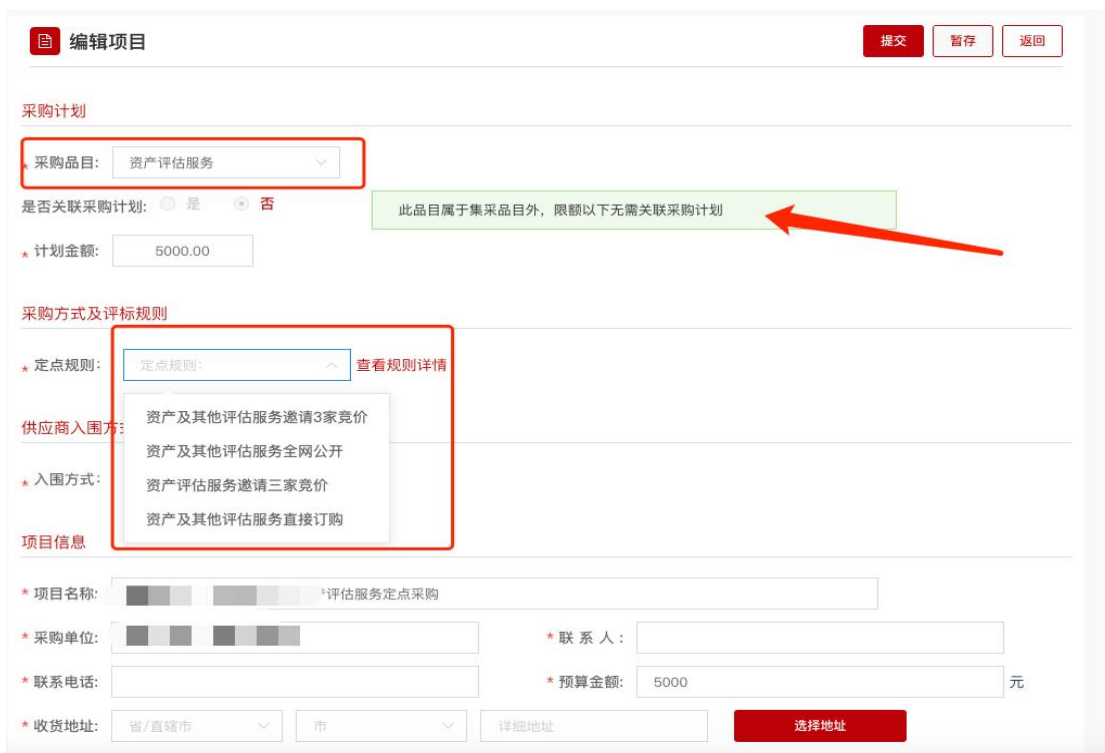 编辑项目 提交 暂存 返回
采购计划
* 采购品目: 资产评估服务
是否关联采购计划: 是 否 此品目属于集采品目外，限额以下无需关联采购计划
* 计划金额: 5000.00
采购方式及评标规则
* 定点规则: 定点规则: 查看规则详情
资产及其他评估服务邀请3家竞价
供应商入围方
资产及其他评估服务全网公开
* 入围方式: 资产评估服务邀请三家竞价
资产及其他评估服务直接订购
项目信息
* 项目名称: 评估服务定点采购
* 采购单位: * 联 系 人 :
* 联系电话: * 预算金额: 5000 元
* 收货地址: 省/直辖市 市 详细地址 选择地址